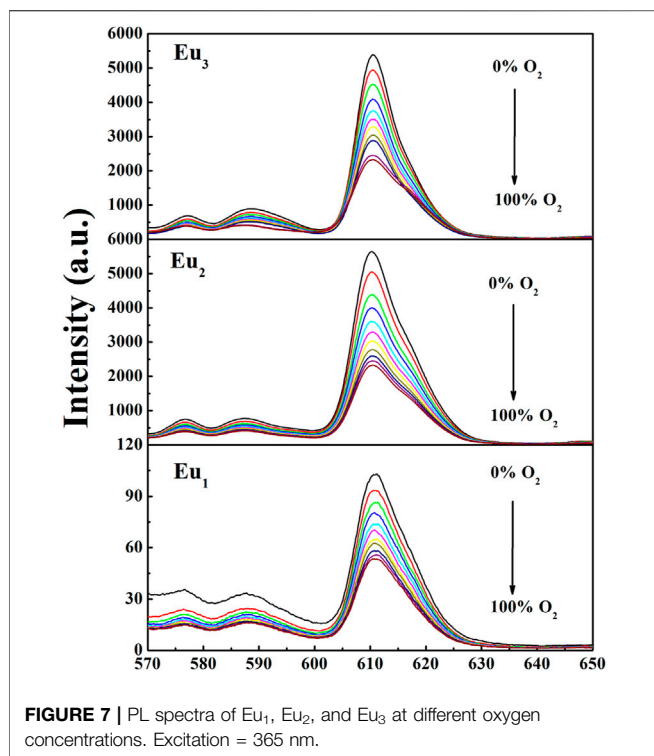 6000
5000
4000
3000
2000
1000
6000
Eu3
0% O2
100% O2
5000
4000
3000
2000
1000
120
Eu2
0% O2
100% O2
90
60
30
0
Eu1
0% O2
100% O2
Intensity (a.u.)
570 580 590 600 610 620 630 640 650
FIGURE 7 | PL spectra of Eu1, Eu2, and Eu3 at different oxygen
concentrations. Excitation = 365 nm.